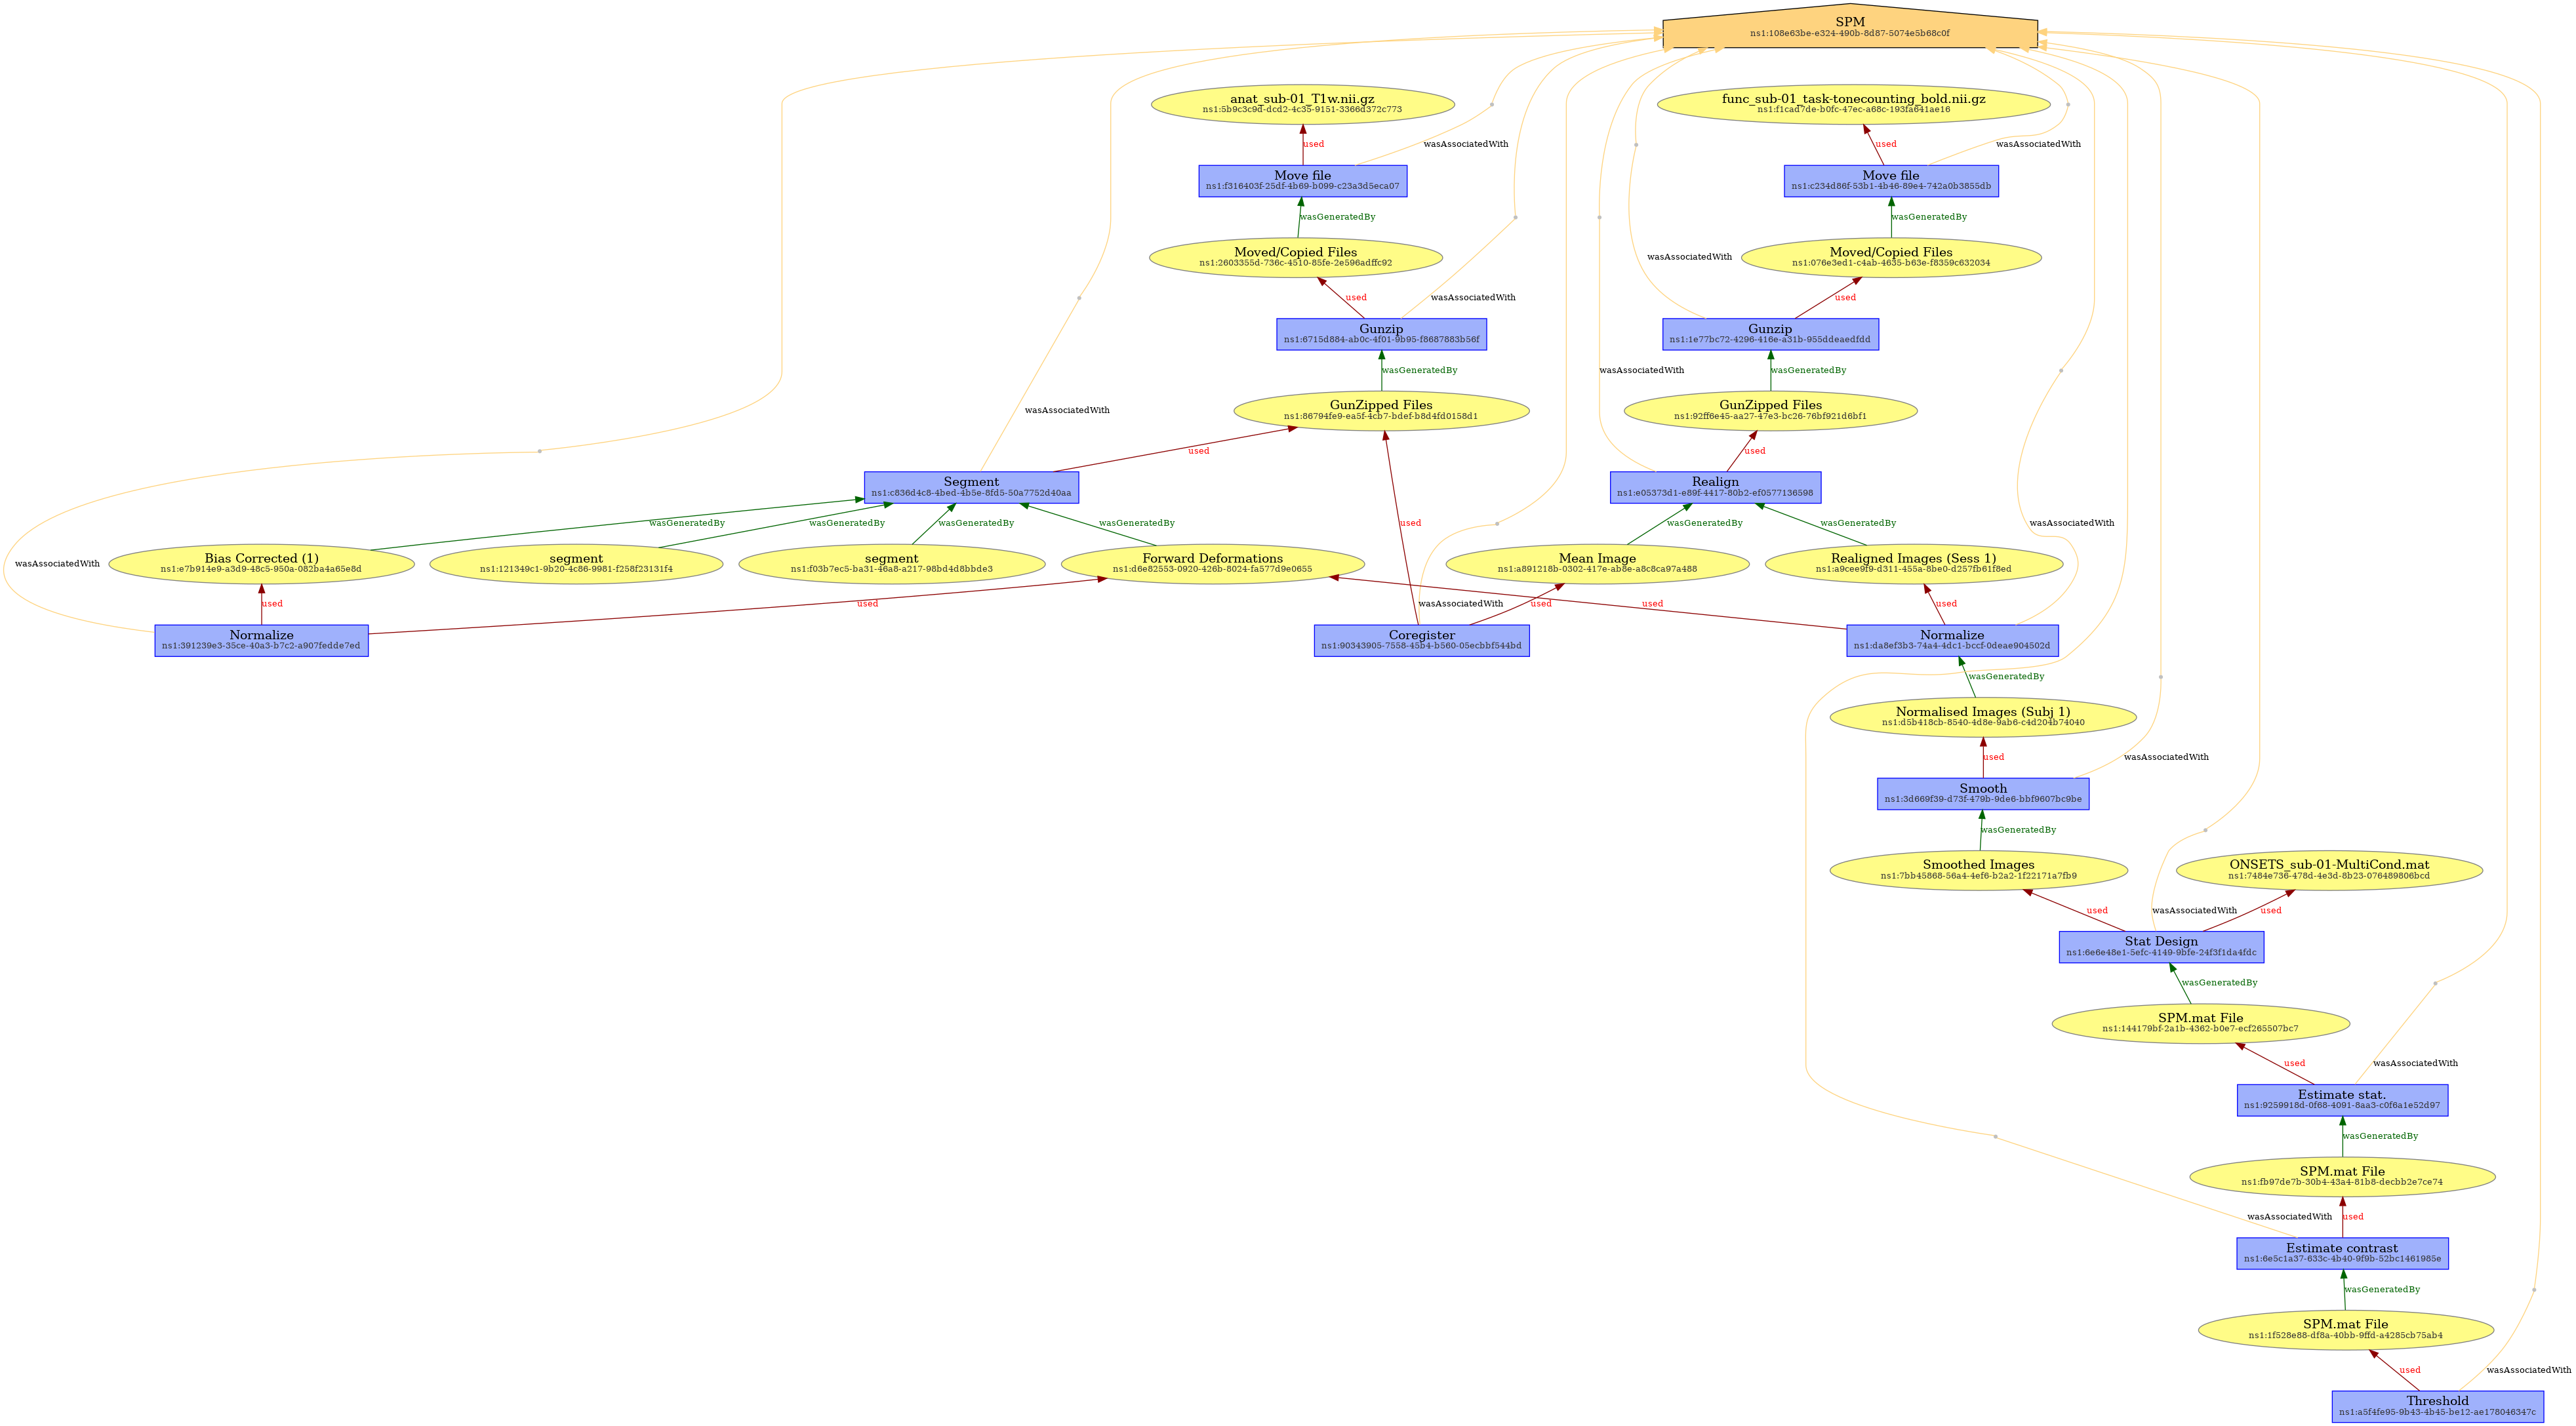 SPM
ns1:108e63be-e324-490b-8d87-5074e5b68c0f
anat_sub-01_T1w.nii.gz
ns1:5b9c3c9d-dcd2-4c35-9151-3366d372c773
func_sub-01_task-tonecounting_bold.nii.gz
ns1:f1cad7de-b0fc-47ec-a68c-193fa641ae16
used
wasAssociatedWith
used
wasAssociatedWith
Move file
ns1:f316403f-25df-4b69-b099-c23a3d5eca07
Move file
ns1:c234d86f-53b1-4b46-89e4-742a0b3855db
wasGeneratedBy
wasGeneratedBy
Moved/Copied Files
ns1:2603355d-736c-4510-85fe-2e596adffc92
wasAssociatedWith
Moved/Copied Files
ns1:076e3ed1-c4ab-4635-b63e-f8359c632034
used
wasAssociatedWith
used
Gunzip
ns1:6715d884-ab0c-4f01-9b95-f8687883b56f
Gunzip
ns1:1e77bc72-4296-416e-a31b-955ddeaedfdd
wasGeneratedBy
wasAssociatedWith
wasGeneratedBy
wasAssociatedWith
GunZipped Files
ns1:86794fe9-ea5f-4cb7-bdef-b8d4fd0158d1
GunZipped Files
ns1:92ff6e45-aa27-47e3-bc26-76bf921d6bf1
used
used
Segment
ns1:c836d4c8-4bed-4b5e-8fd5-50a7752d40aa
Realign
ns1:e05373d1-e89f-4417-80b2-ef0577136598
wasGeneratedBy
wasGeneratedBy
wasGeneratedBy
wasGeneratedBy
used
wasGeneratedBy
wasGeneratedBy
wasAssociatedWith
wasAssociatedWith
Bias Corrected (1)
ns1:e7b914e9-a3d9-48c5-950a-082ba4a65e8d
segment
ns1:121349c1-9b20-4c86-9981-f258f23131f4
segment
ns1:f03b7ec5-ba31-46a8-a217-98bd4d8bbde3
Forward Deformations
ns1:d6e82553-0920-426b-8024-fa577d9e0655
Mean Image
ns1:a891218b-0302-417e-ab8e-a8c8ca97a488
Realigned Images (Sess 1)
ns1:a9cee9f9-d311-455a-8be0-d257fb61f8ed
used
used
wasAssociatedWith
used
used
used
Normalize
ns1:391239e3-35ce-40a3-b7c2-a907fedde7ed
Coregister
ns1:90343905-7558-45b4-b560-05ecbbf544bd
Normalize
ns1:da8ef3b3-74a4-4dc1-bccf-0deae904502d
wasGeneratedBy
Normalised Images (Subj 1)
ns1:d5b418cb-8540-4d8e-9ab6-c4d204b74040
used
wasAssociatedWith
Smooth
ns1:3d669f39-d73f-479b-9de6-bbf9607bc9be
wasGeneratedBy
Smoothed Images
ns1:7bb45868-56a4-4ef6-b2a2-1f22171a7fb9
ONSETS_sub-01-MultiCond.mat
ns1:7484e736-478d-4e3d-8b23-076489806bcd
used
wasAssociatedWith
used
Stat Design
ns1:6e6e48e1-5efc-4149-9bfe-24f3f1da4fdc
wasGeneratedBy
SPM.mat File
ns1:144179bf-2a1b-4362-b0e7-ecf265507bc7
used
wasAssociatedWith
Estimate stat.
ns1:9259918d-0f68-4091-8aa3-c0f6a1e52d97
wasGeneratedBy
SPM.mat File
ns1:fb97de7b-30b4-43a4-81b8-decbb2e7ce74
wasAssociatedWith
used
Estimate contrast
ns1:6e5c1a37-633c-4b40-9f9b-52bc1461985e
wasGeneratedBy
SPM.mat File
ns1:1f528e88-df8a-40bb-9ffd-a4285cb75ab4
used
wasAssociatedWith
Threshold
ns1:a5f4fe95-9b43-4b45-be12-ae178046347c